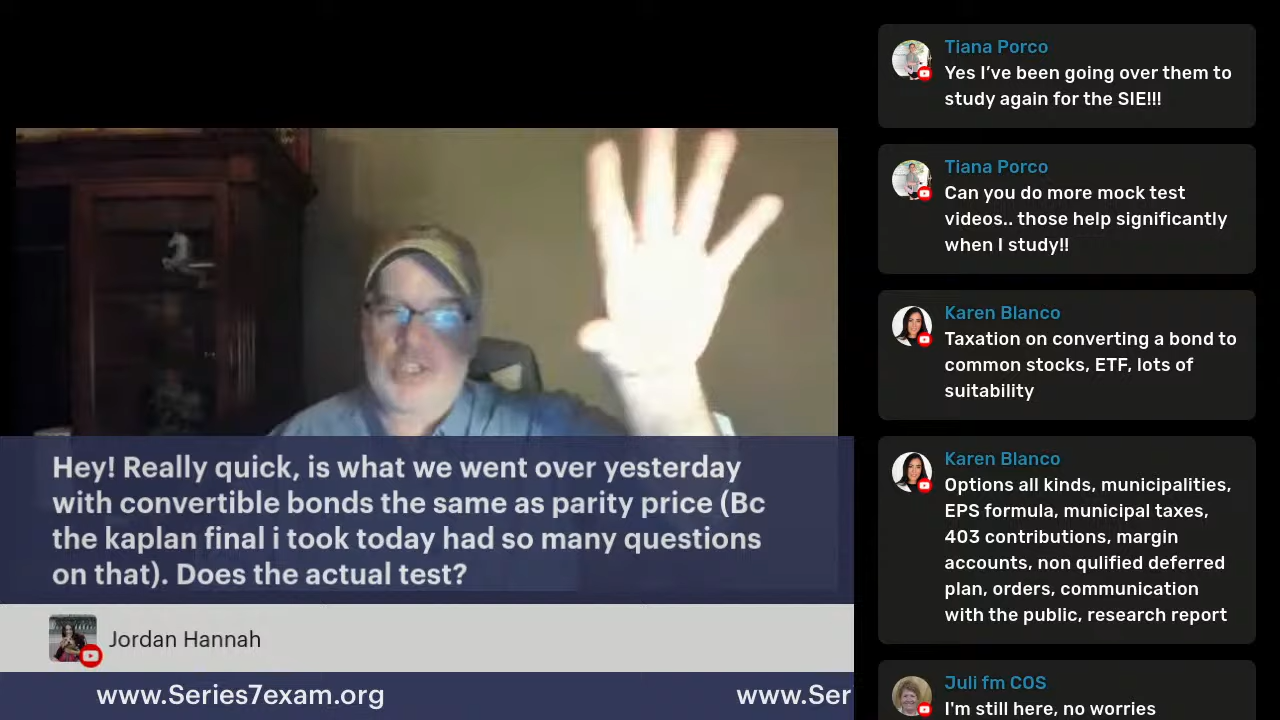 Hey! Really quick, is what we went over yesterday
with convertible bonds the same as parity price (Bc
the kaplan final i took today had so many questions
on that). Does the actual test?
Jordan Hannah
www.Series7exam.org
www.Ser
Tiana Porco
Yes I’ve been going over them to
study again for the SIE!!!
Tiana Porco
Can you do more mock test
videos.. those help significantly
when I study!!
Karen Blanco
Taxation on converting a bond to
common stocks, ETF, lots of
suitability
Karen Blanco
Options all kinds, municipalities,
EPS formula, municipal taxes,
403 contributions, margin
accounts, non qulified deferred
plan, orders, communication
with the public, research report
Juli fm COS
I'm still here, no worries